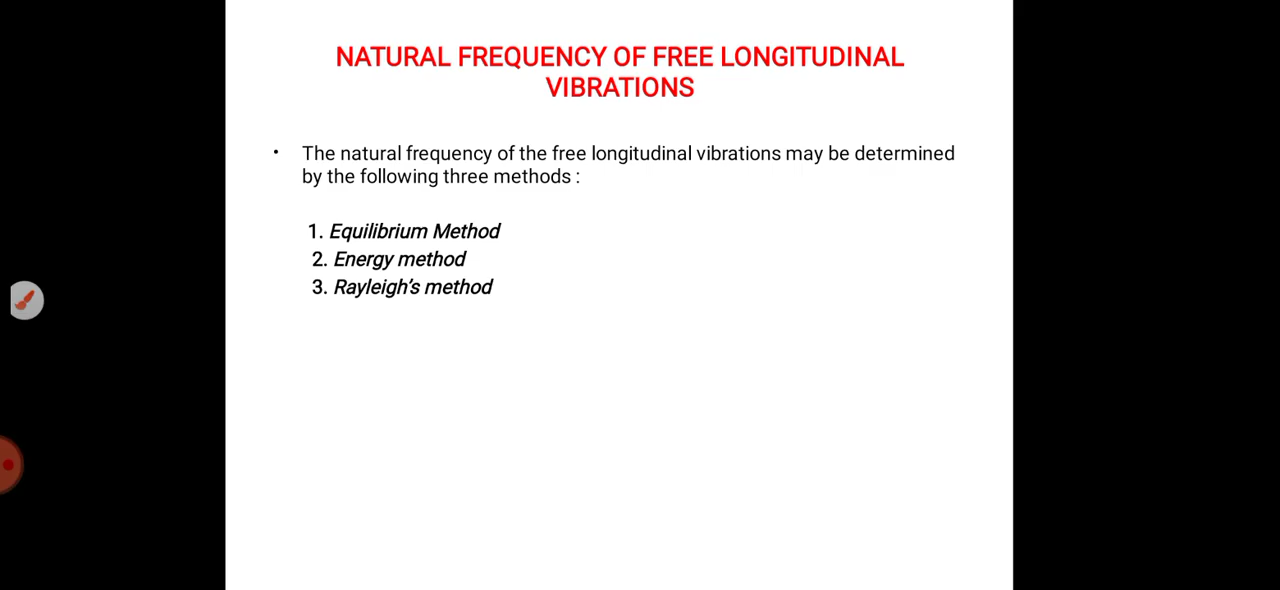 NATURAL FREQUENCY OF FREE LONGITUDINAL
VIBRATIONS
• The natural frequency of the free longitudinal vibrations may be determined
by the following three methods :
1. Equilibrium Method
2. Energy method
3. Rayleigh’s method